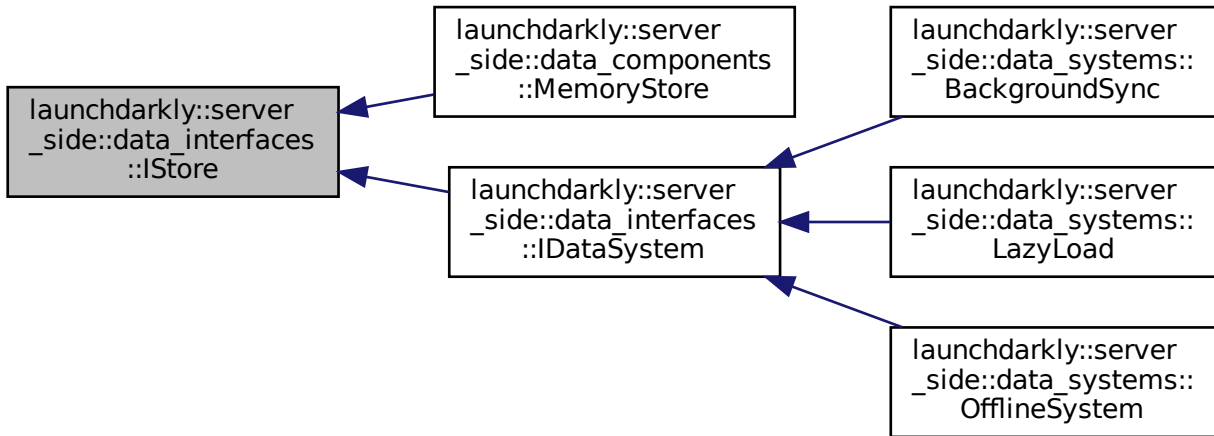 launchdarkly::server
_side::data_interfaces
::IStore
launchdarkly::server
_side::data_components
::MemoryStore
launchdarkly::server
_side::data_interfaces
::IDataSystem
launchdarkly::server
_side::data_systems::
BackgroundSync
launchdarkly::server
_side::data_systems::
LazyLoad
launchdarkly::server
_side::data_systems::
OfflineSystem